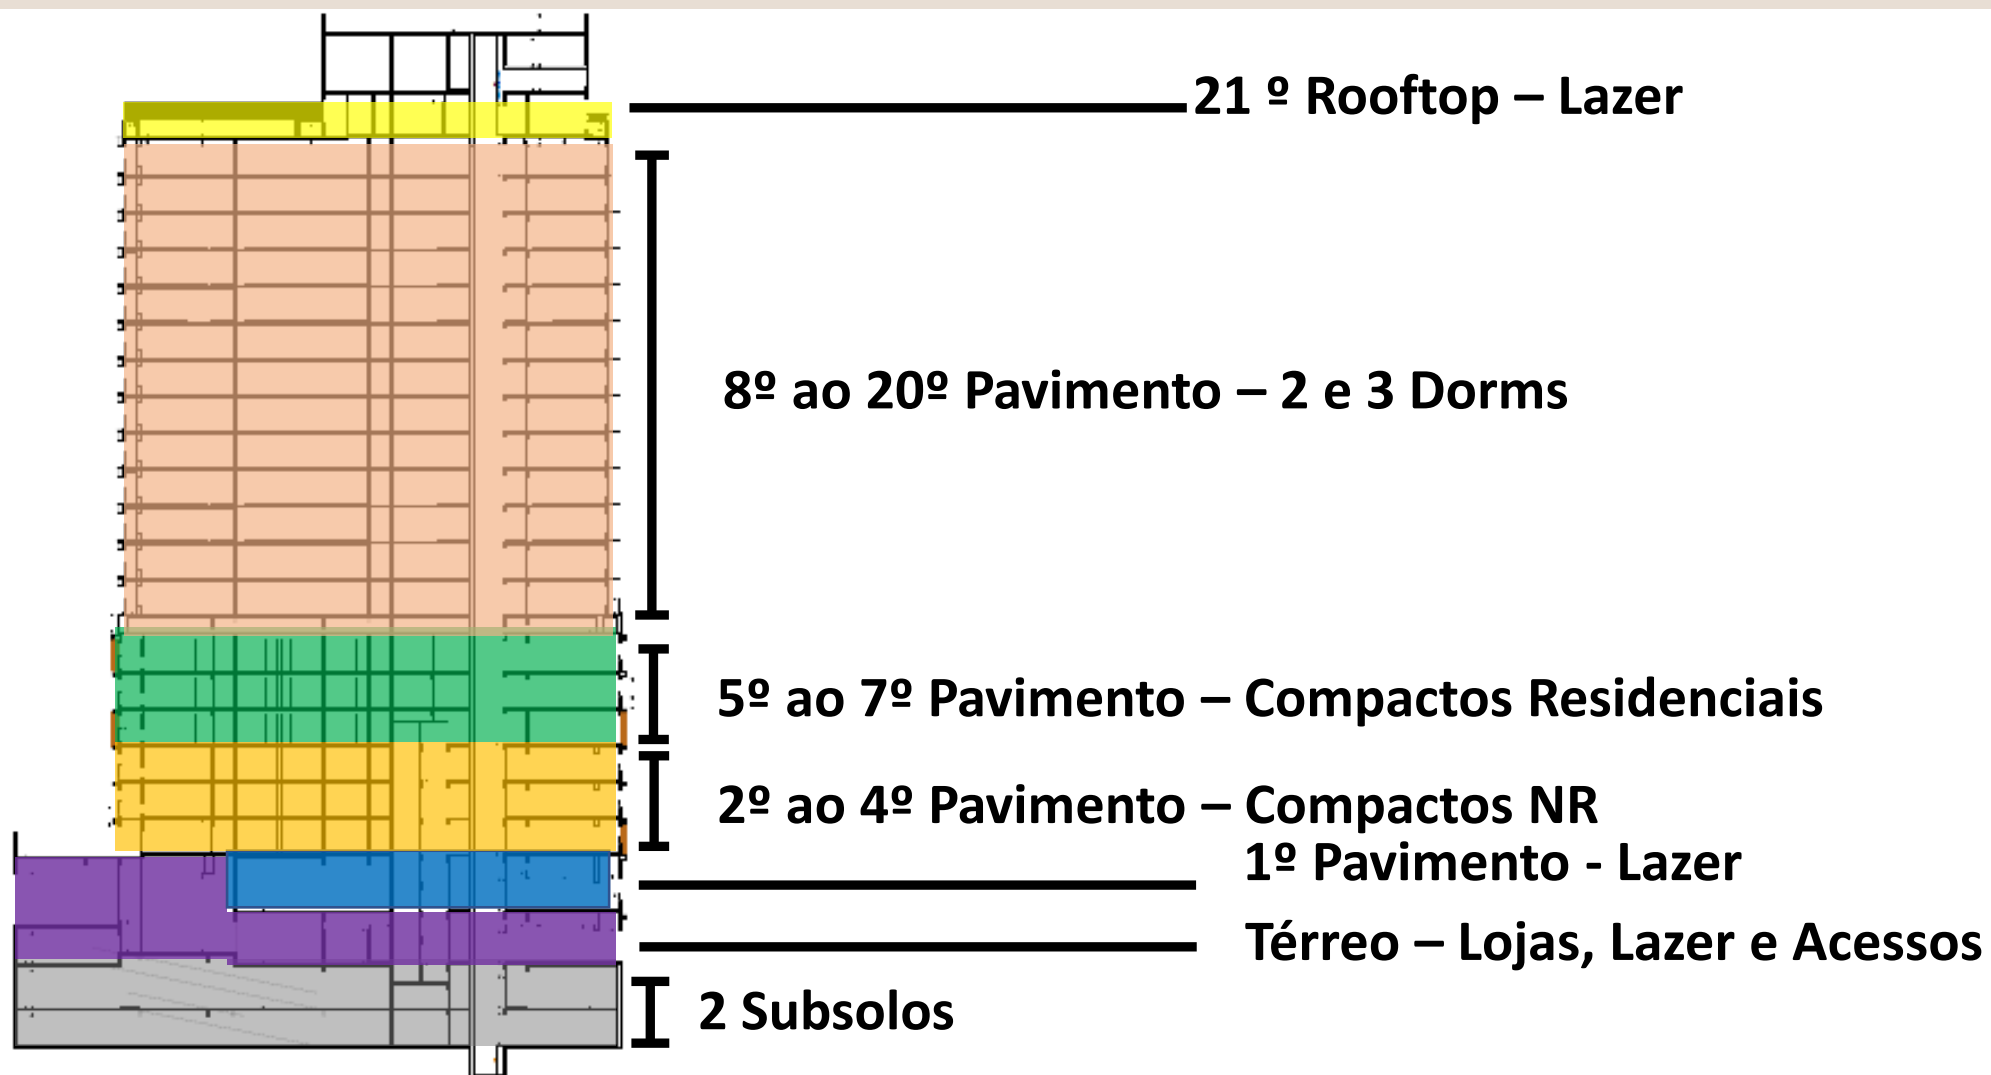 21 º Rooftop – Lazer
8º ao 20º Pavimento – 2 e 3 Dorms
5º ao 7º Pavimento – Compactos Residenciais
2º ao 4º Pavimento – Compactos NR
1º Pavimento - Lazer
Térreo – Lojas, Lazer e Acessos
2 Subsolos